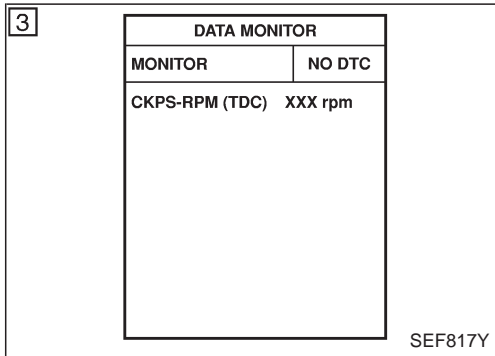 3
DATA MONITOR
MONITOR NO DTC
CKPS-RPM (TDC) XXX rpm
SEF817Y